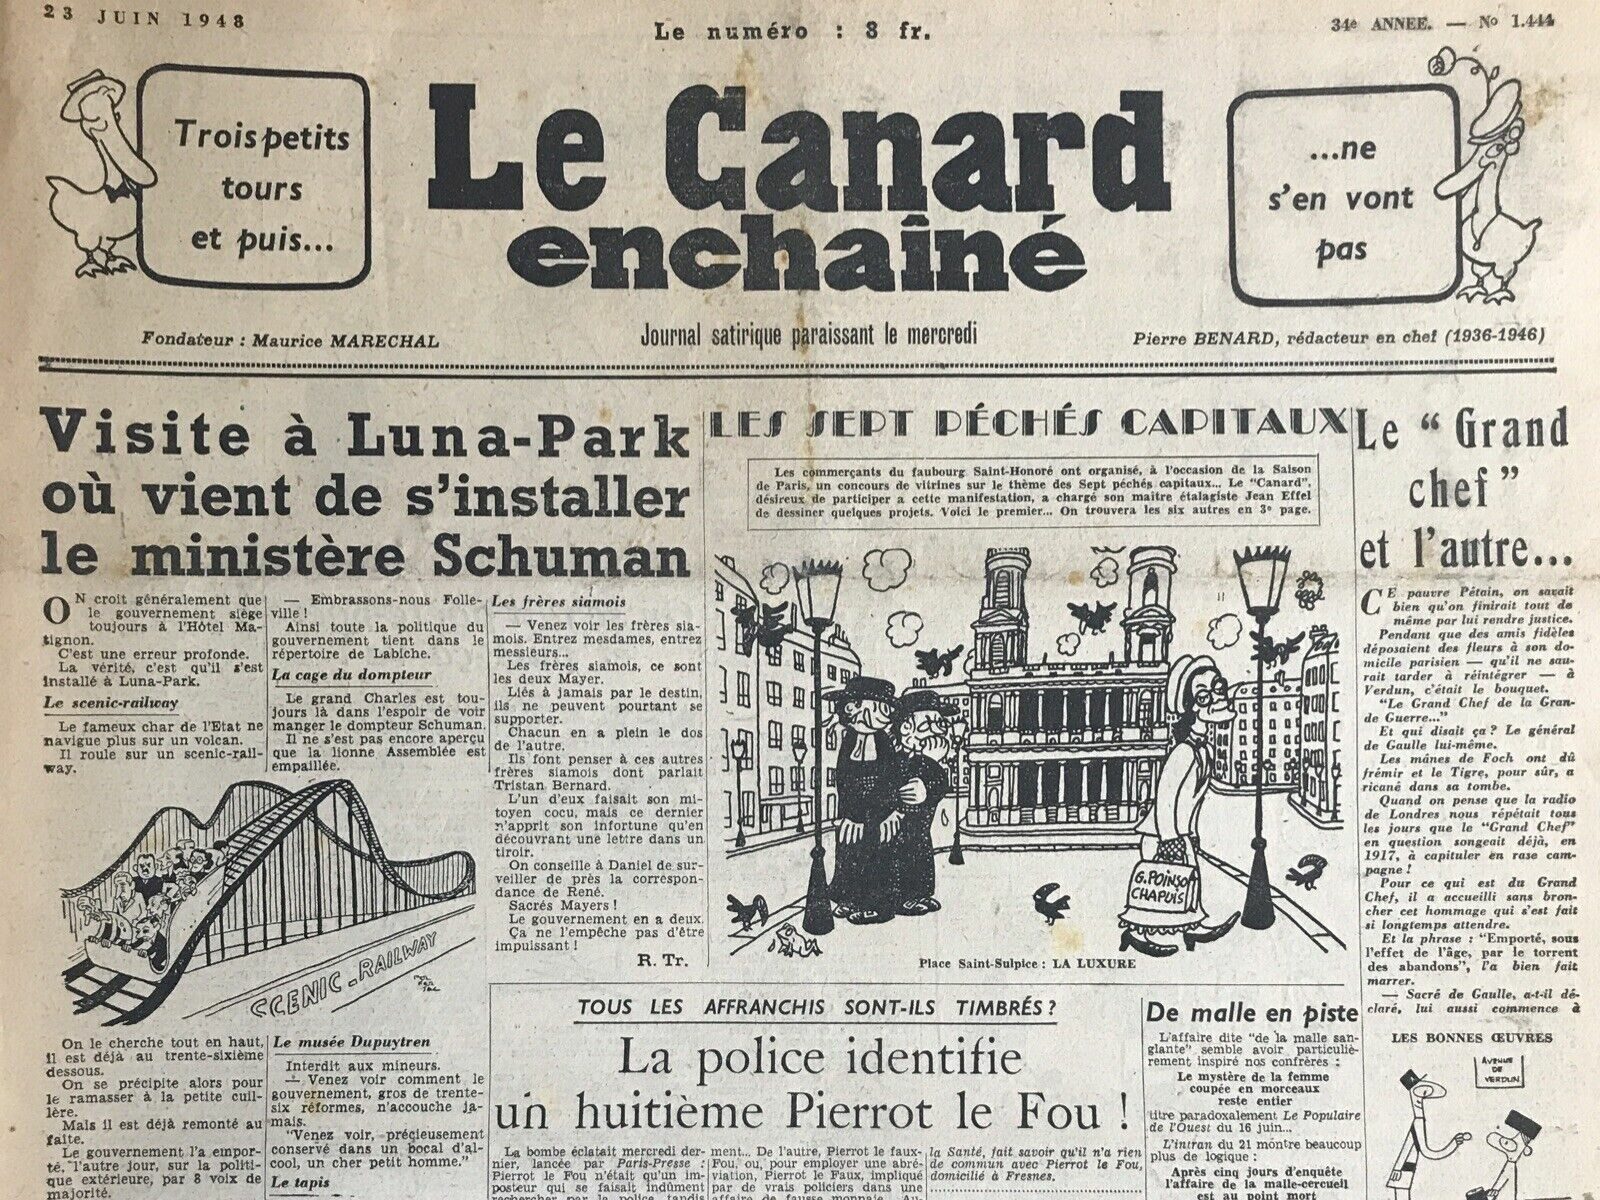 23 JUIN 1948
Le numéro : 8 fr.
34e ANNEE. — No 1.444
Trois petits
tours
et puis...
Le Canard
enchaîné
...ne
s'en vont
pas
Fondateur : Maurice MARECHAL
Journal satirique paraissant le mercredi
Pierre BENARD, rédacteur en chef (1936-1946)
Visite à Luna-Park
où vient de s'installer
le ministère Schuman
ON croit généralement que
le gouvernement siège
toujours à l'Hôtel Ma-
tignon.
C'est une erreur profonde.
La vérité, c'est qu'il s'est
installé à Luna-Park.
Le scenic-railway
Le fameux char de l'Etat ne
navigue plus sur un volcan.
Il roule sur un scenic-rail-
way.
— Embrassons-nous Folle-
ville !
Ainsi toute la politique du
gouvernement tient dans le
répertoire de Labiche.
La cage du dompteur
Le grand Charles est tou-
jours là dans l'espoir de voir
manger le dompteur Schuman.
Il ne s'est pas encore aperçu
que la lionne Assemblée est
empaillée.
SCENIC-RAILWAY
On le cherche tout en haut,
il est déjà au trente-sixième
dessous.
On se précipite alors pour
le ramasser à la petite cuil-
lère.
Mais il est déjà remonté au
faîte.
Le gouvernement l'a empor-
té, l'autre jour, sur la politi-
que extérieure, par 8 voix de
majorité.
Le musée Dupuytren
Interdit aux mineurs.
— Venez voir comment le
gouvernement, gros de trente-
six réformes, n'accouche ja-
mais.
"Venez voir, précieusement
conservé dans un bocal d'al-
cool, un cher petit homme."
Le tapis
Les frères siamois
— Venez voir les frères sia-
mois. Entrez mesdames, entrez
messieurs...
Les frères siamois, ce sont
les deux Mayer.
Liés à jamais par le destin,
ils ne peuvent pourtant se
supporter.
Chacun en a plein le dos
de l'autre.
Ils font penser à ces autres
frères siamois dont parlait
Tristan Bernard.
L'un d'eux faisait son mi-
toyen cocu, mais ce dernier
n'apprit son infortune qu'en
découvrant une lettre dans un
tiroir.
On conseille à Daniel de sur-
veiller de près la correspon-
dance de René.
Sacrés Mayers !
Le gouvernement en a deux.
Ça ne l'empêche pas d'être
impuissant !
R. Tr.
LES SEPT PÉCHÉS CAPITAUX
Les commerçants du faubourg Saint-Honoré ont organisé, à l'occasion de la Saison
de Paris, un concours de vitrines sur le thème des Sept péchés capitaux... Le "Canard",
désireux de participer a cette manifestation, a chargé son maître étalagiste Jean Effel
de dessiner quelques projets. Voici le premier... On trouvera les six autres en 3e page.
G. POINSO
CHAPUIS
Place Saint-Sulpice : LA LUXURE
Le "Grand
chef"
et l'autre...
CE pauvre Pétain, on savait
bien qu'on finirait tout de
même par lui rendre justice.
Pendant que des amis fidèles
déposaient des fleurs à son do-
micile parisien — qu'il ne sau-
rait tarder à réintégrer — à
Verdun, c'était le bouquet.
"Le Grand Chef de la Gran-
de Guerre..."
Et qui disait ça ? Le général
de Gaulle lui-même.
Les mânes de Foch ont dû
frémir et le Tigre, pour sûr, a
ricané dans sa tombe.
Quand on pense que la radio
de Londres nous répétait tous
les jours que le "Grand Chef"
en question songeait déjà, en
1917, à capituler en rase cam-
pagne !
Pour ce qui est du Grand
Chef, il a accueilli sans bron-
cher cet hommage qui s'est fait
si longtemps attendre.
Et la phrase : "Emporté, sous
l'effet de l'âge, par le torrent
des abandons", l'a bien fait
marrer.
— Sacré de Gaulle, a-t-il dé-
claré, lui aussi commence à
TOUS LES AFFRANCHIS SONT-ILS TIMBRÉS ?
La police identifie
un huitième Pierrot le Fou !
La bombe éclatait mercredi der-
nier, lancée par Paris-Presse :
Pierrot le Fou n'était qu'un im-
posteur qui se faisait indûment
rechercher par la police, tandis
ment... De l'autre, Pierrot le faux-
Fou, ou, pour employer une abré-
viation, Pierrot le Faux, impliqué
par de vrais policiers dans une
affaire de fausse monnaie. Au-
la Santé, fait savoir qu'il n'a rien
de commun avec Pierrot le Fou,
domicilié à Fresnes.
De malle en piste
L'affaire dite "de la malle san-
glante" semble avoir particuliè-
rement inspiré nos confrères :
Le mystère de la femme
coupée en morceaux
reste entier
titre paradoxalement Le Populaire
de l'Ouest du 16 juin...
L'intran du 21 montre beaucoup
plus de logique :
Après cinq jours d'enquête
l'affaire de la malle-cercueil
est au point mort
LES BONNES ŒUVRES
AVENUE
DE
VERDUN